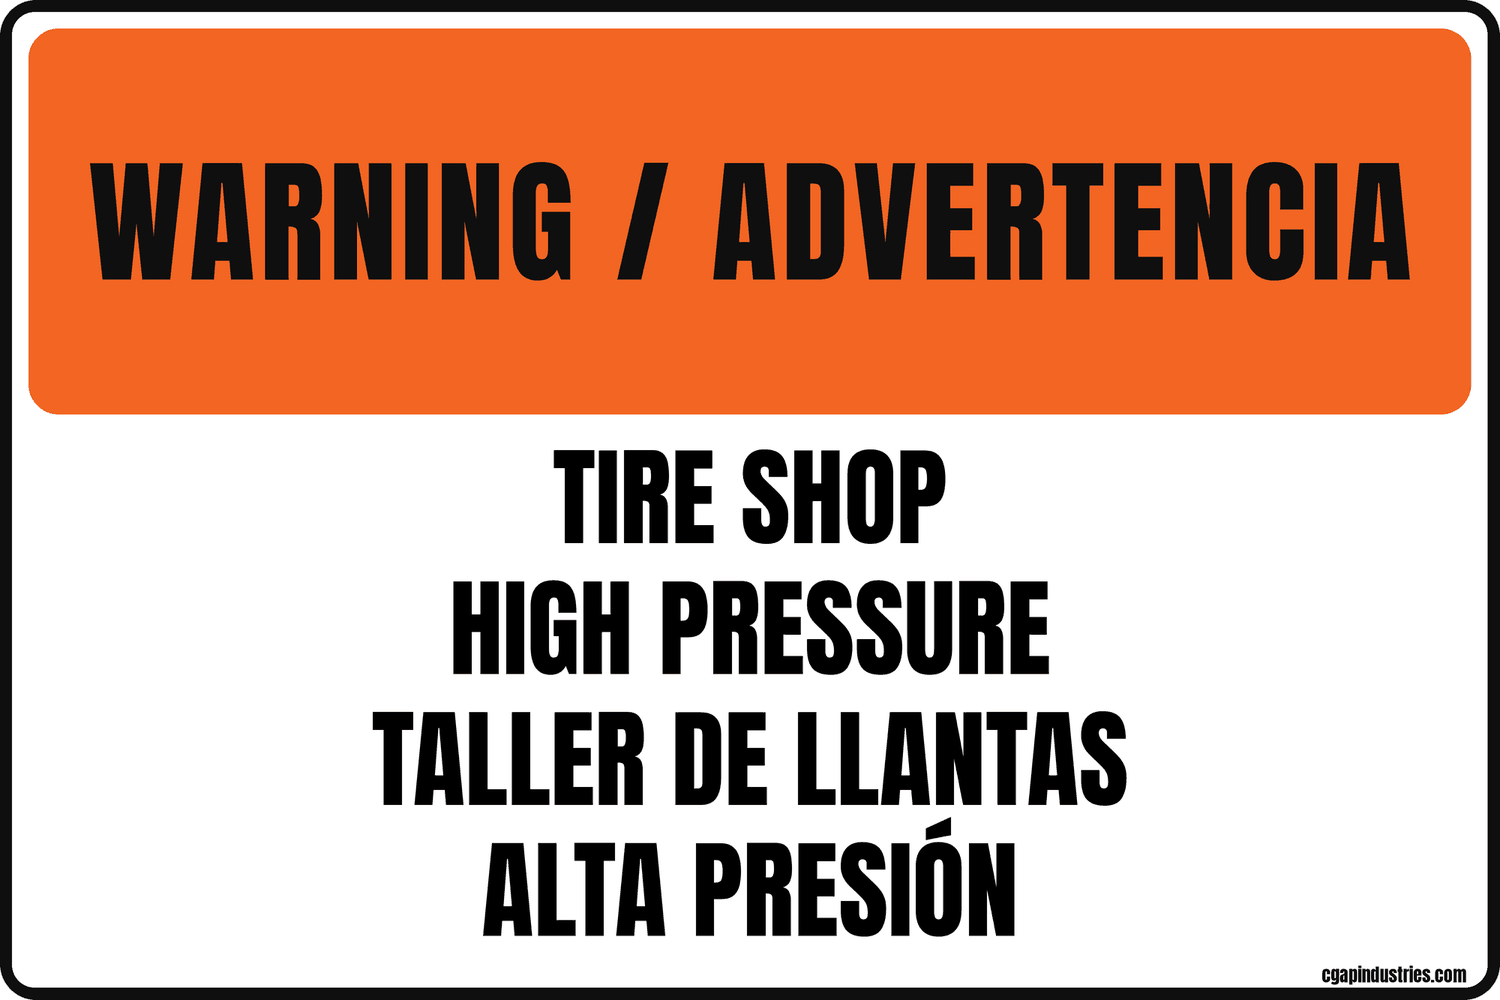 WARNING / ADVERTENCIA
TIRE SHOP
HIGH PRESSURE
TALLER DE LLANTAS
ALTA PRESIÓN
cgapindustries.com